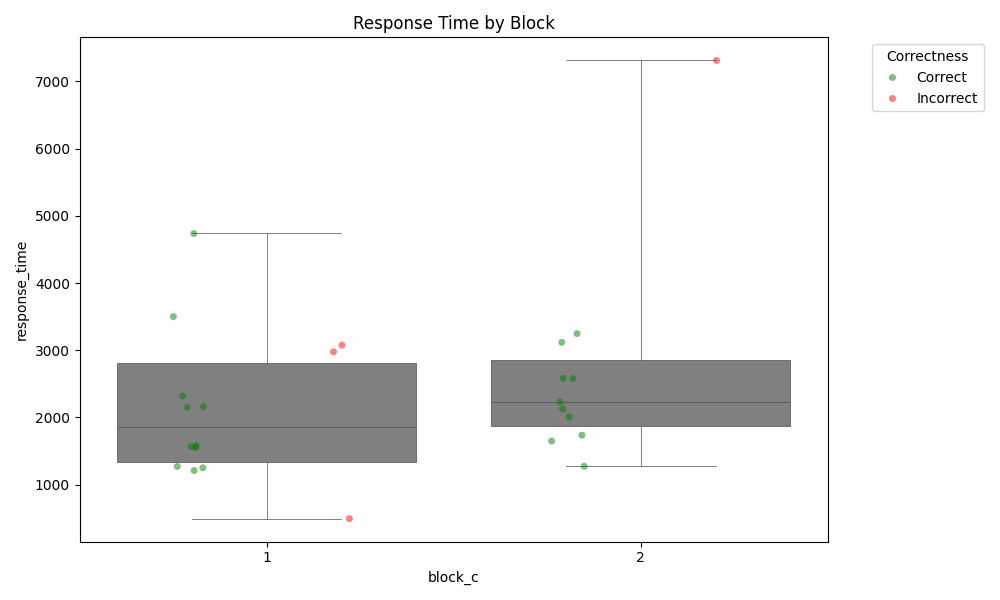 Response Time by Block
Correctness
Correct
Incorrect
response_time
7000
6000
5000
4000
3000
2000
1000
1
2
block_c